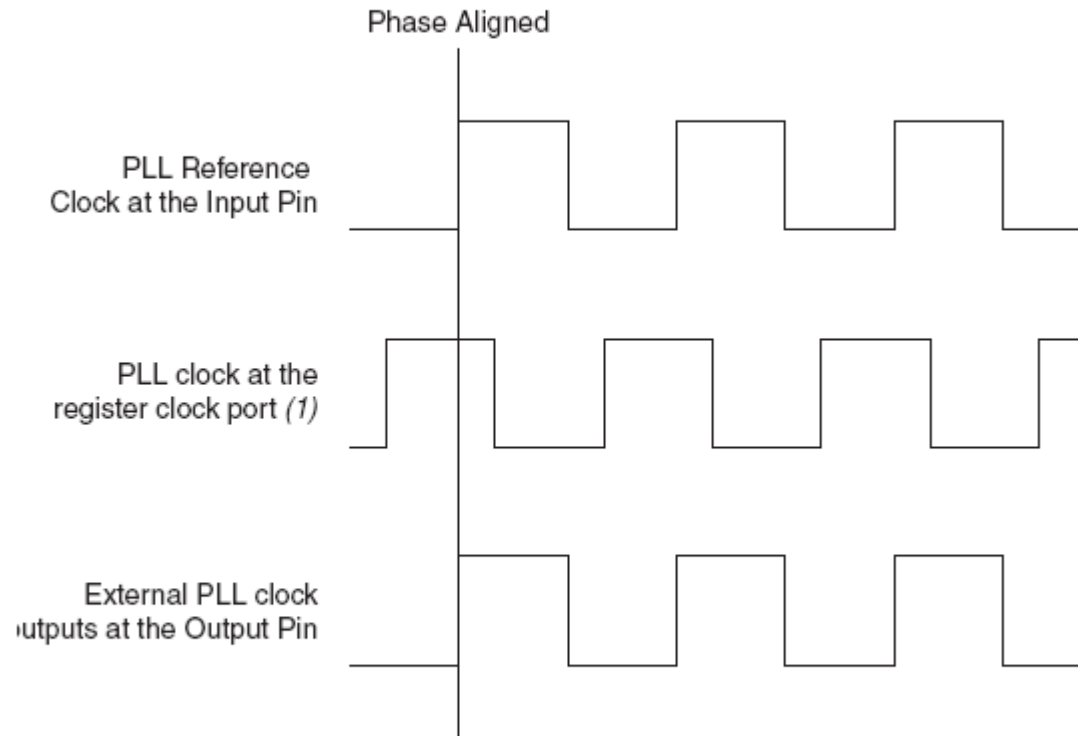 Phase Aligned
PLL Reference
Clock at the Input Pin
PLL clock at the
register clock port (1)
External PLL clock
utputs at the Output Pin